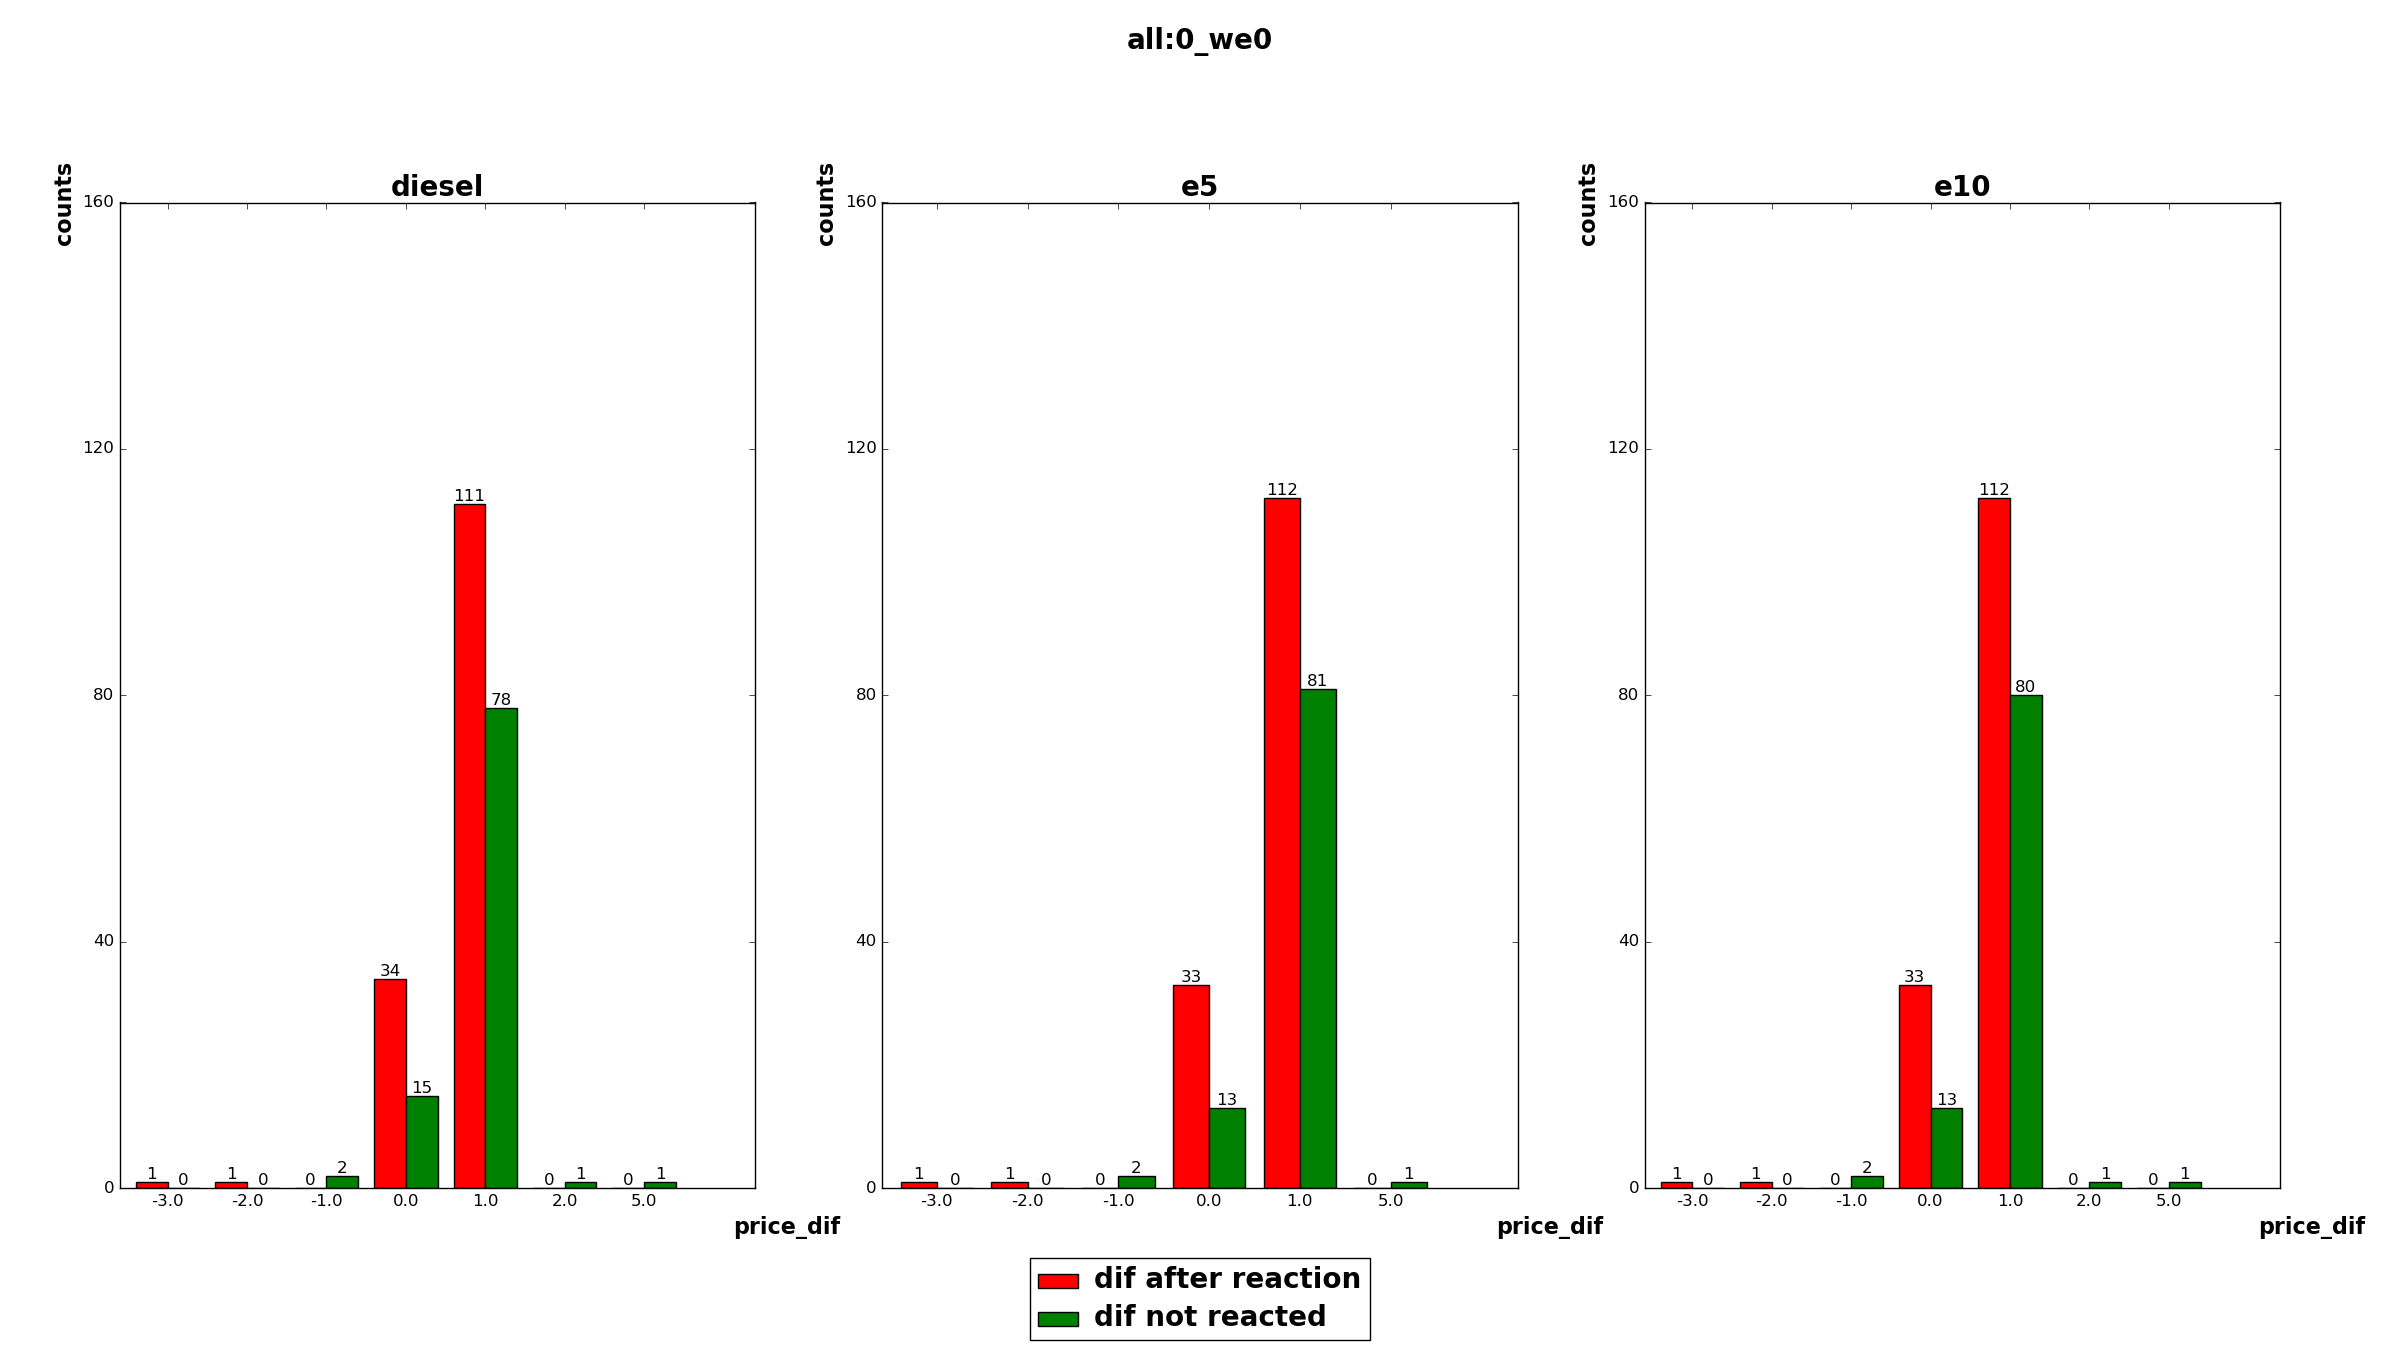 all:0_we0
diesel
counts
160
120
80
40
0
111
78
34
15
1 0 1 0 0 2 0 1 0 1
-3.0 -2.0 -1.0 0.0 1.0 2.0 5.0
price_dif
e5
counts
160
120
80
40
0
112
81
33
13
1 0 1 0 0 2 0 1
-3.0 -2.0 -1.0 0.0 1.0 5.0
price_dif
e10
counts
160
120
80
40
0
112
80
33
13
1 0 1 0 0 2 0 1 0 1
-3.0 -2.0 -1.0 0.0 1.0 2.0 5.0
price_dif
dif after reaction
dif not reacted